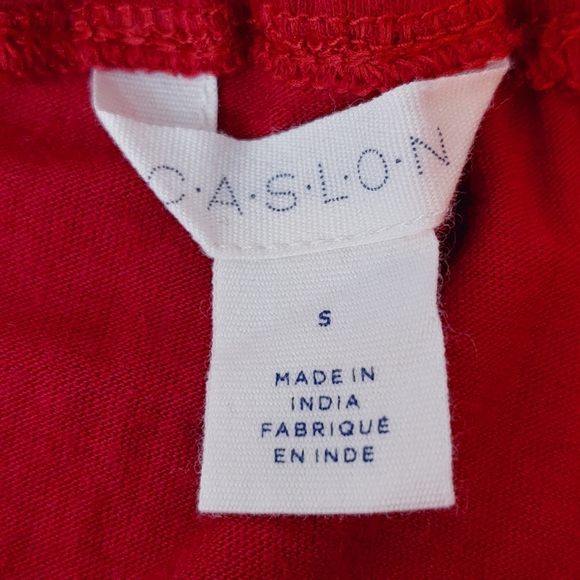 C·A·S·L·O·N
S
MADE IN
INDIA
FABRIQUÉ
EN INDE